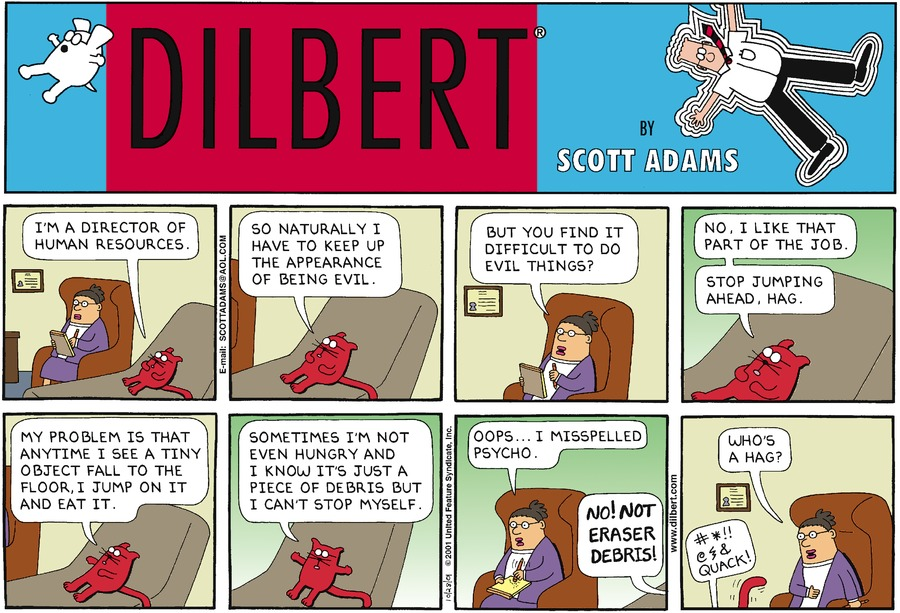 DILBERT®
BY
SCOTT ADAMS
I'M A DIRECTOR OF
HUMAN RESOURCES.
E-mail: SCOTTADAMS@AOL.COM
SO NATURALLY I
HAVE TO KEEP UP
THE APPEARANCE
OF BEING EVIL.
BUT YOU FIND IT
DIFFICULT TO DO
EVIL THINGS?
NO, I LIKE THAT
PART OF THE JOB.
STOP JUMPING
AHEAD, HAG.
MY PROBLEM IS THAT
ANYTIME I SEE A TINY
OBJECT FALL TO THE
FLOOR, I JUMP ON IT
AND EAT IT.
SOMETIMES I'M NOT
EVEN HUNGRY AND
I KNOW IT'S JUST A
PIECE OF DEBRIS BUT
I CAN'T STOP MYSELF.
10/28/01 © 2001 United Feature Syndicate, Inc.
OOPS... I MISSPELLED
PSYCHO.
NO! NOT
ERASER
DEBRIS!
www.dilbert.com
WHO'S
A HAG?
#*!!
@§&
QUACK!